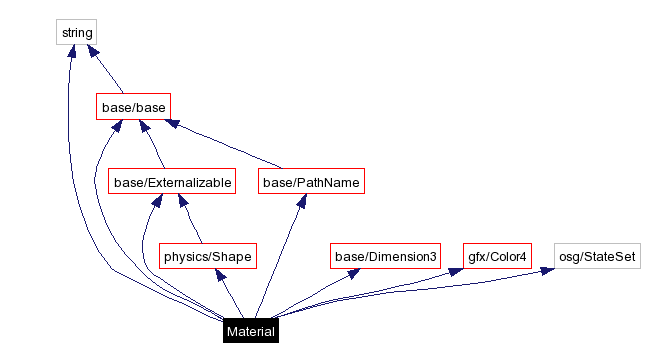 string
base/base
base/Externalizable
base/PathName
physics/Shape
base/Dimension3
gfx/Color4
osg/StateSet
Material